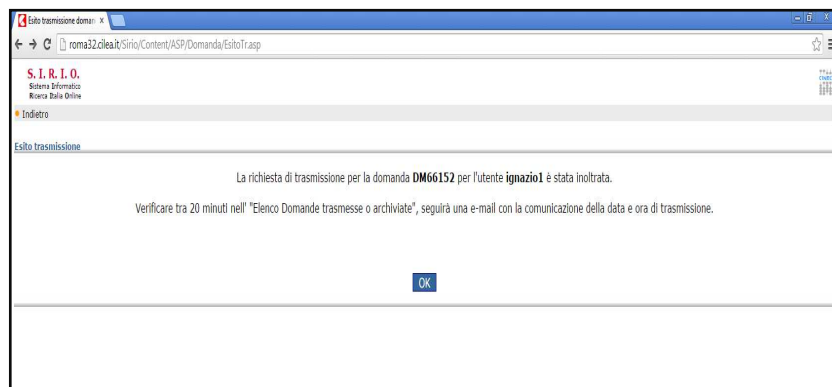 Esito trasmissione doman
roma32.cilea.it/Sirio/Content/ASP/Domanda/EsitoTr.asp
S. I. R. I. O.
Sistema Informatico
Ricerca Italia Online
Indietro
Esito trasmissione
La richiesta di trasmissione per la domanda DM66152 per l'utente ignazio1 è stata inoltrata.
Verificare tra 20 minuti nell' "Elenco Domande trasmesse o archiviate", seguirà una e-mail con la comunicazione della data e ora di trasmissione.
OK